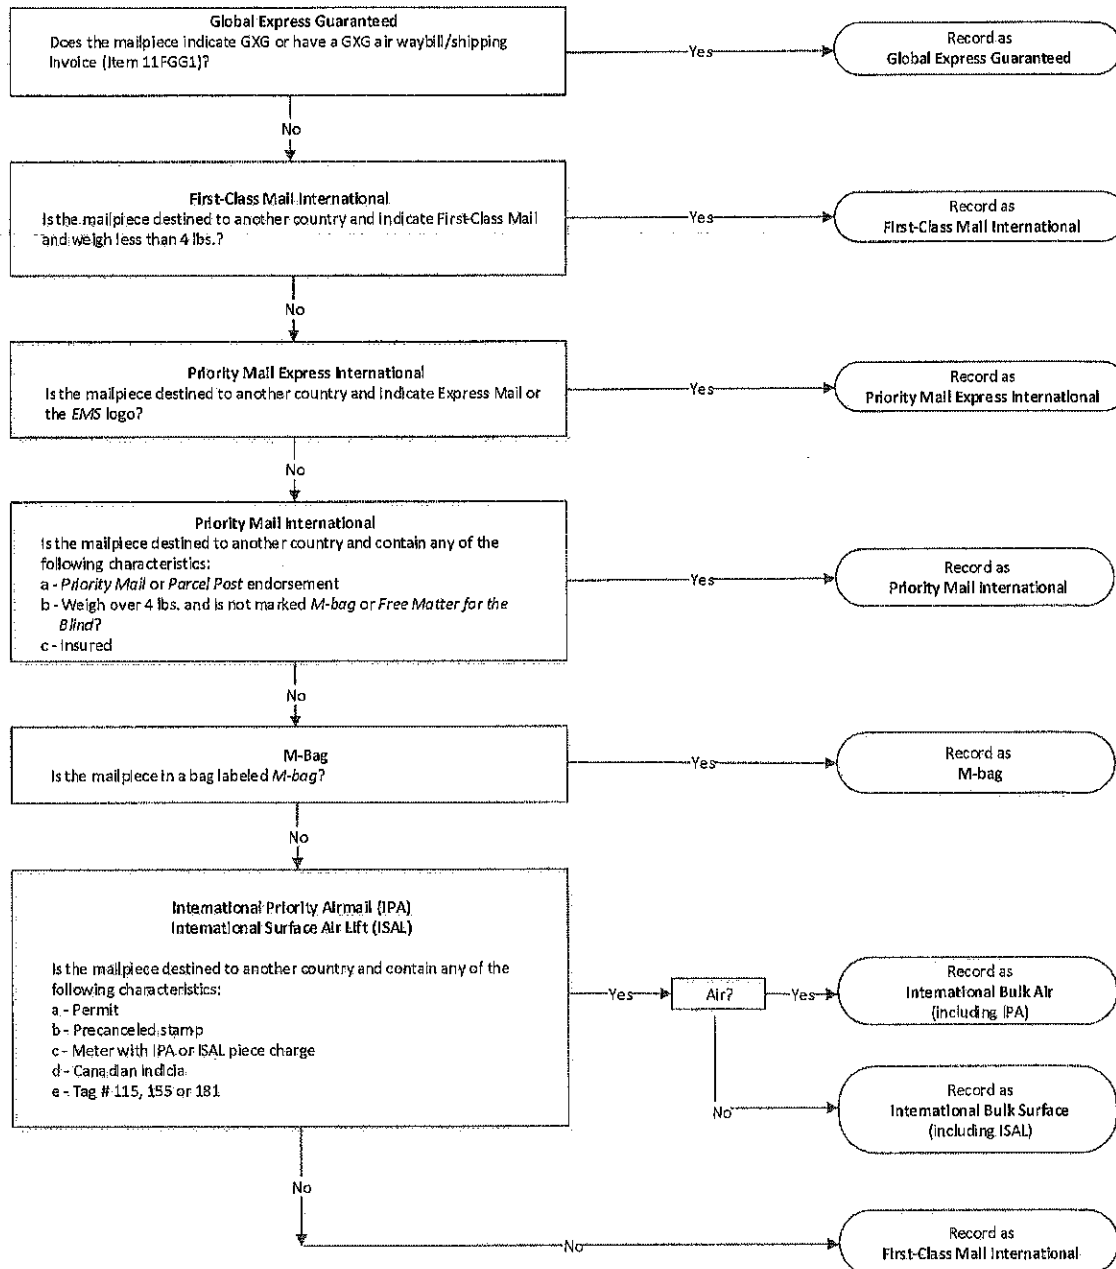 Global Express Guaranteed
Does the mailpiece indicate GXG or have a GXG air waybill/shipping
Invoice (Item 11FGG1)?
Yes
Record as
Global Express Guaranteed
No
First-Class Mail International
Is the mailpiece destined to another country and indicate First-Class Mail
and weigh less than 4 lbs.?
Yes
Record as
First-Class Mail International
No
Priority Mail Express International
Is the mailpiece destined to another country and indicate Express Mail or
the EMS logo?
Yes
Record as
Priority Mail Express International
No
Priority Mail International
Is the mailpiece destined to another country and contain any of the
following characteristics:
a - Priority Mail or Parcel Post endorsement
b - Weigh over 4 lbs. and is not marked M-bag or Free Matter for the
Blind?
c - Insured
Yes
Record as
Priority Mail International
No
M-Bag
Is the mailpiece in a bag labeled M-bag?
Yes
Record as
M-bag
No
International Priority Airmail (IPA)
International Surface Air Lift (ISAL)
Is the mailpiece destined to another country and contain any of the
following characteristics:
a - Permit
b - Precanceled stamp
c - Meter with IPA or ISAL piece charge
d - Canadian indicia
e - Tag # 115, 155 or 181
Yes
Air?
Yes
Record as
International Bulk Air
(including IPA)
No
Record as
International Bulk Surface
(including ISAL)
No
No
Record as
First-Class Mail International